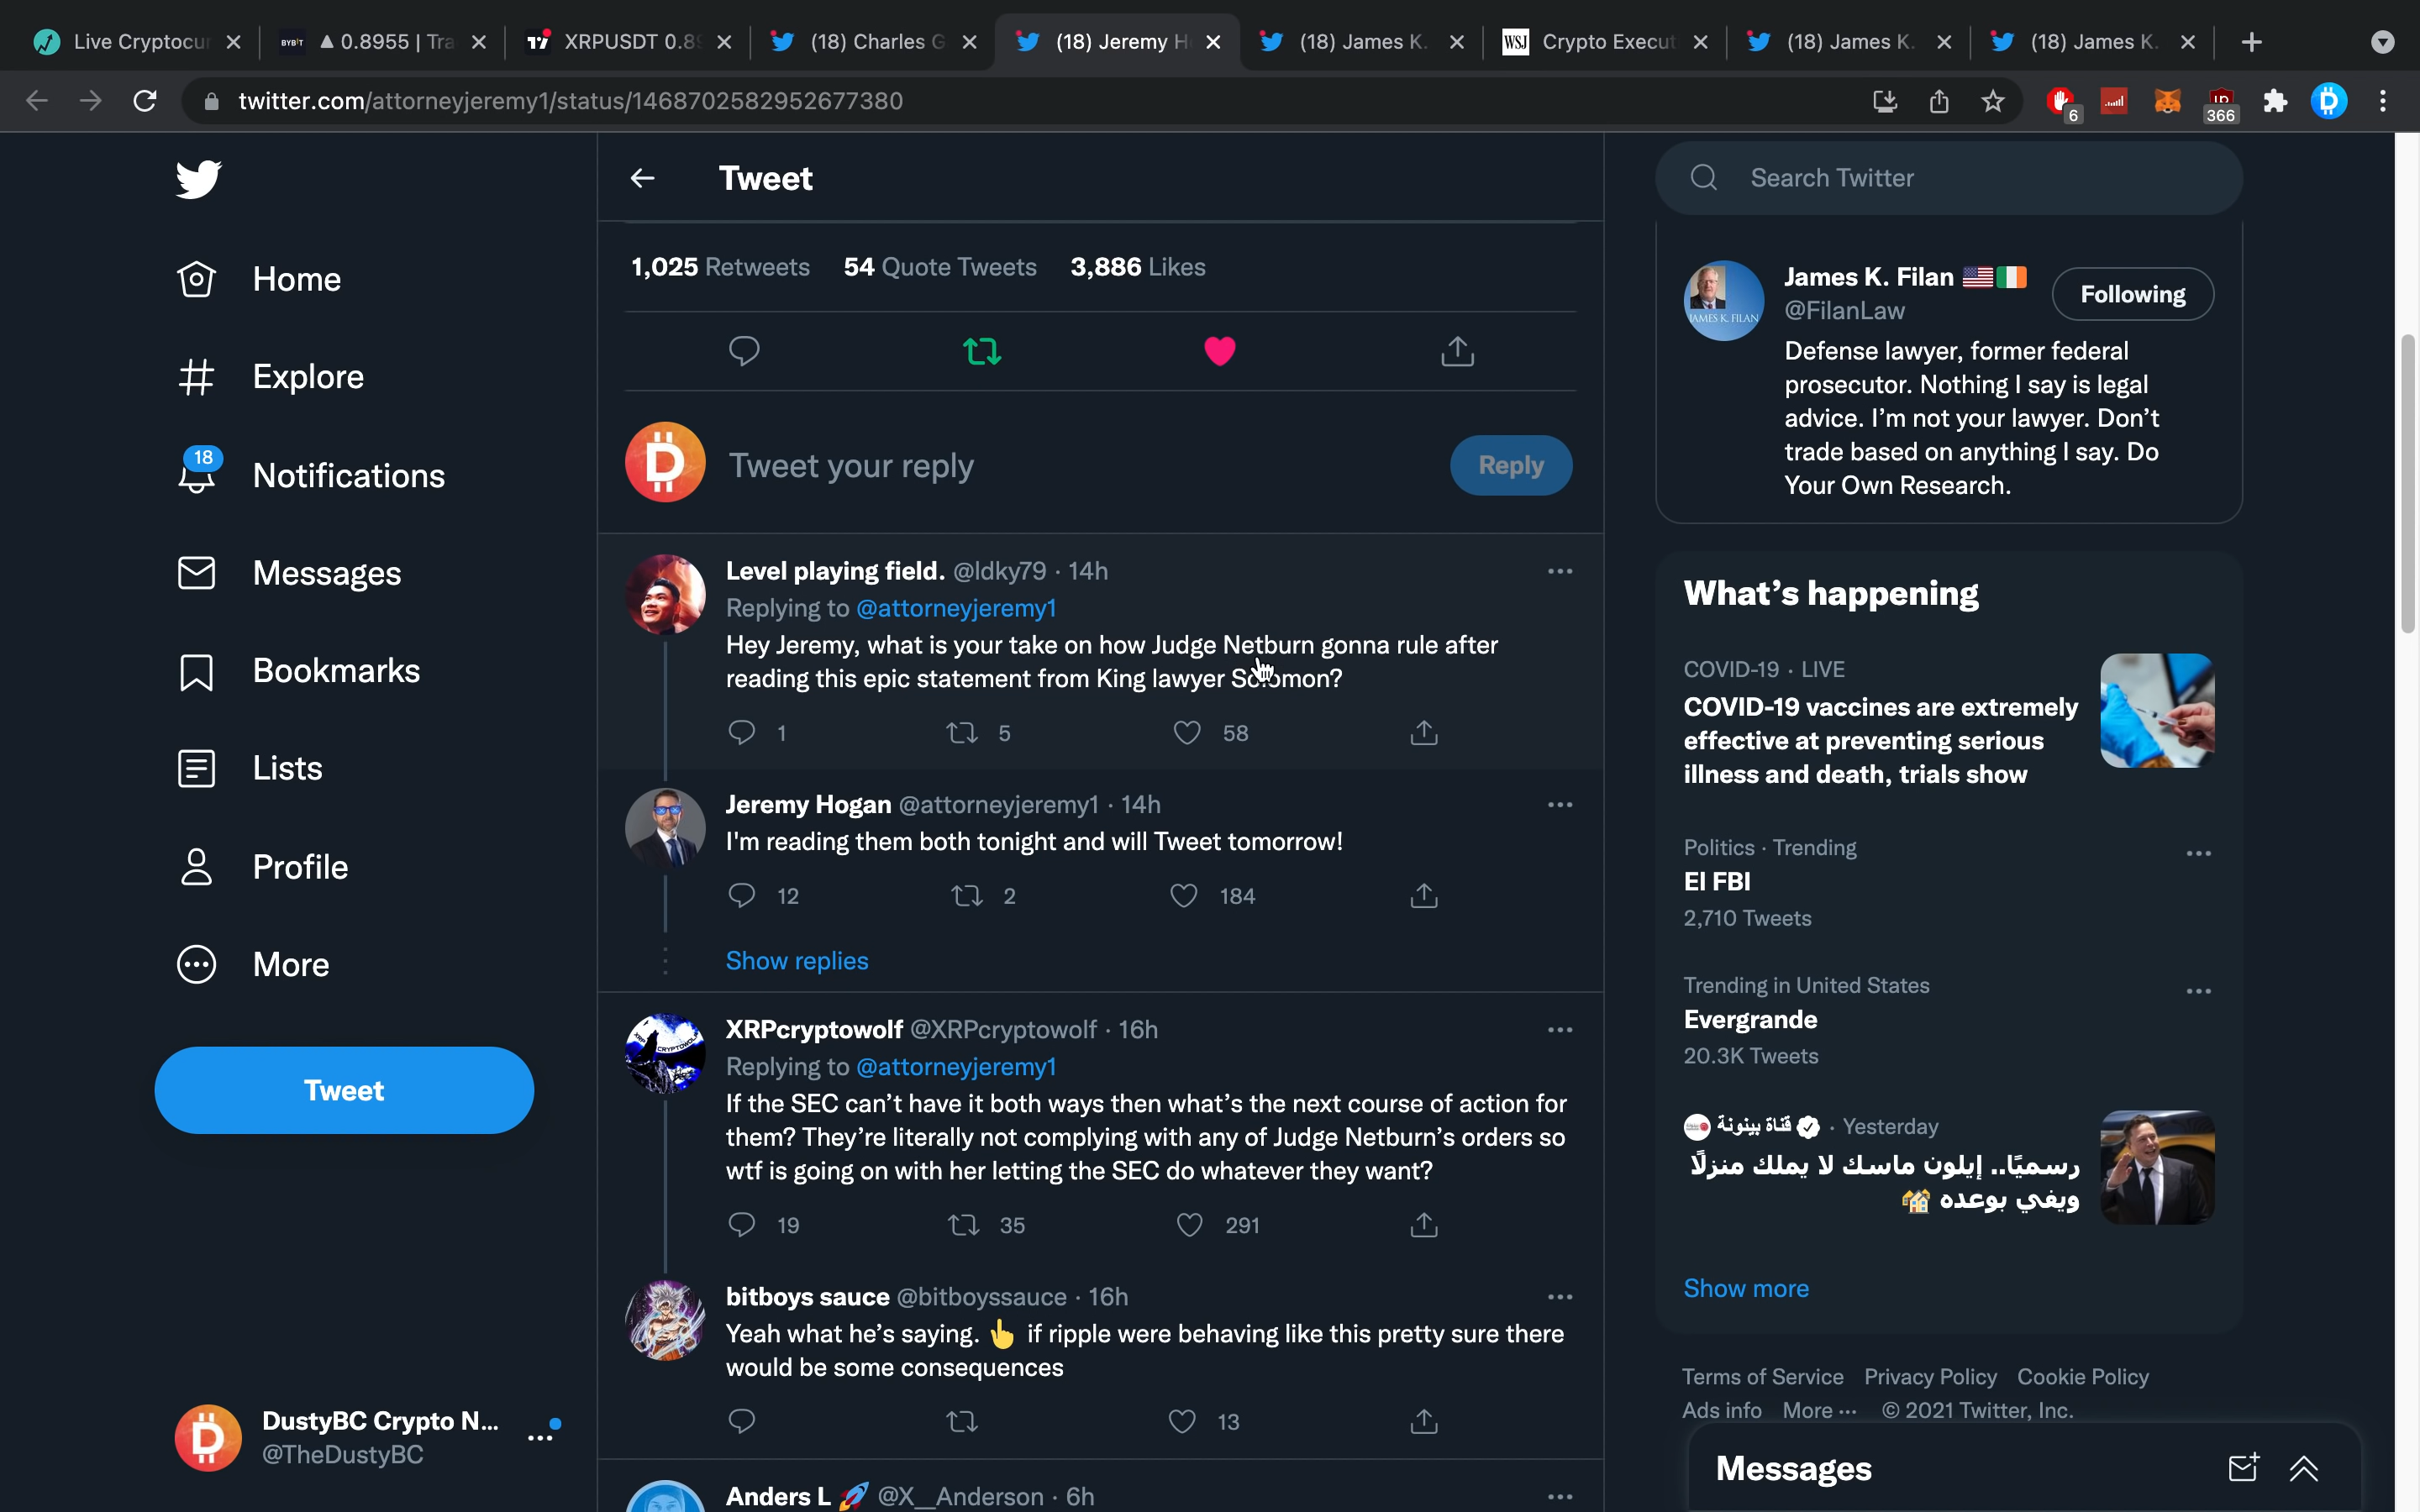 Live Cryptocur
BYBIT ▲ 0.8955 | Tra
XRPUSDT 0.89
(18) Charles G
(18) Jeremy H
(18) James K.
WSJ Crypto Execut
(18) James K.
(18) James K.
twitter.com/attorneyjeremy1/status/1468702582952677380
6
366
Home
Explore
18
Notifications
Messages
Bookmarks
Lists
Profile
More
Tweet
DustyBC Crypto N...
@TheDustyBC
Tweet
1,025 Retweets 54 Quote Tweets 3,886 Likes
Tweet your reply
Reply
Level playing field. @ldky79 · 14h
Replying to @attorneyjeremy1
Hey Jeremy, what is your take on how Judge Netburn gonna rule after
reading this epic statement from King lawyer Solomon?
1 5 58
Jeremy Hogan @attorneyjeremy1 · 14h
I'm reading them both tonight and will Tweet tomorrow!
12 2 184
Show replies
XRPcryptowolf @XRPcryptowolf · 16h
Replying to @attorneyjeremy1
If the SEC can’t have it both ways then what’s the next course of action for
them? They’re literally not complying with any of Judge Netburn’s orders so
wtf is going on with her letting the SEC do whatever they want?
19 35 291
bitboys sauce @bitboyssauce · 16h
Yeah what he’s saying. 👆 if ripple were behaving like this pretty sure there
would be some consequences
13
Anders L 🚀 @X__Anderson · 6h
Search Twitter
James K. Filan 🇺🇸🇮🇪
@FilanLaw
Following
JAMES K. FILAN
Defense lawyer, former federal
prosecutor. Nothing I say is legal
advice. I’m not your lawyer. Don’t
trade based on anything I say. Do
Your Own Research.
What’s happening
COVID-19 · LIVE
COVID-19 vaccines are extremely
effective at preventing serious
illness and death, trials show
Politics · Trending
El FBI
2,710 Tweets
Trending in United States
Evergrande
20.3K Tweets
قناة بينونة · Yesterday
رسميًا.. إيلون ماسك لا يملك منزلًا
ويفي بوعده 🏠
Show more
Terms of Service Privacy Policy Cookie Policy
Ads info More ··· © 2021 Twitter, Inc.
Messages